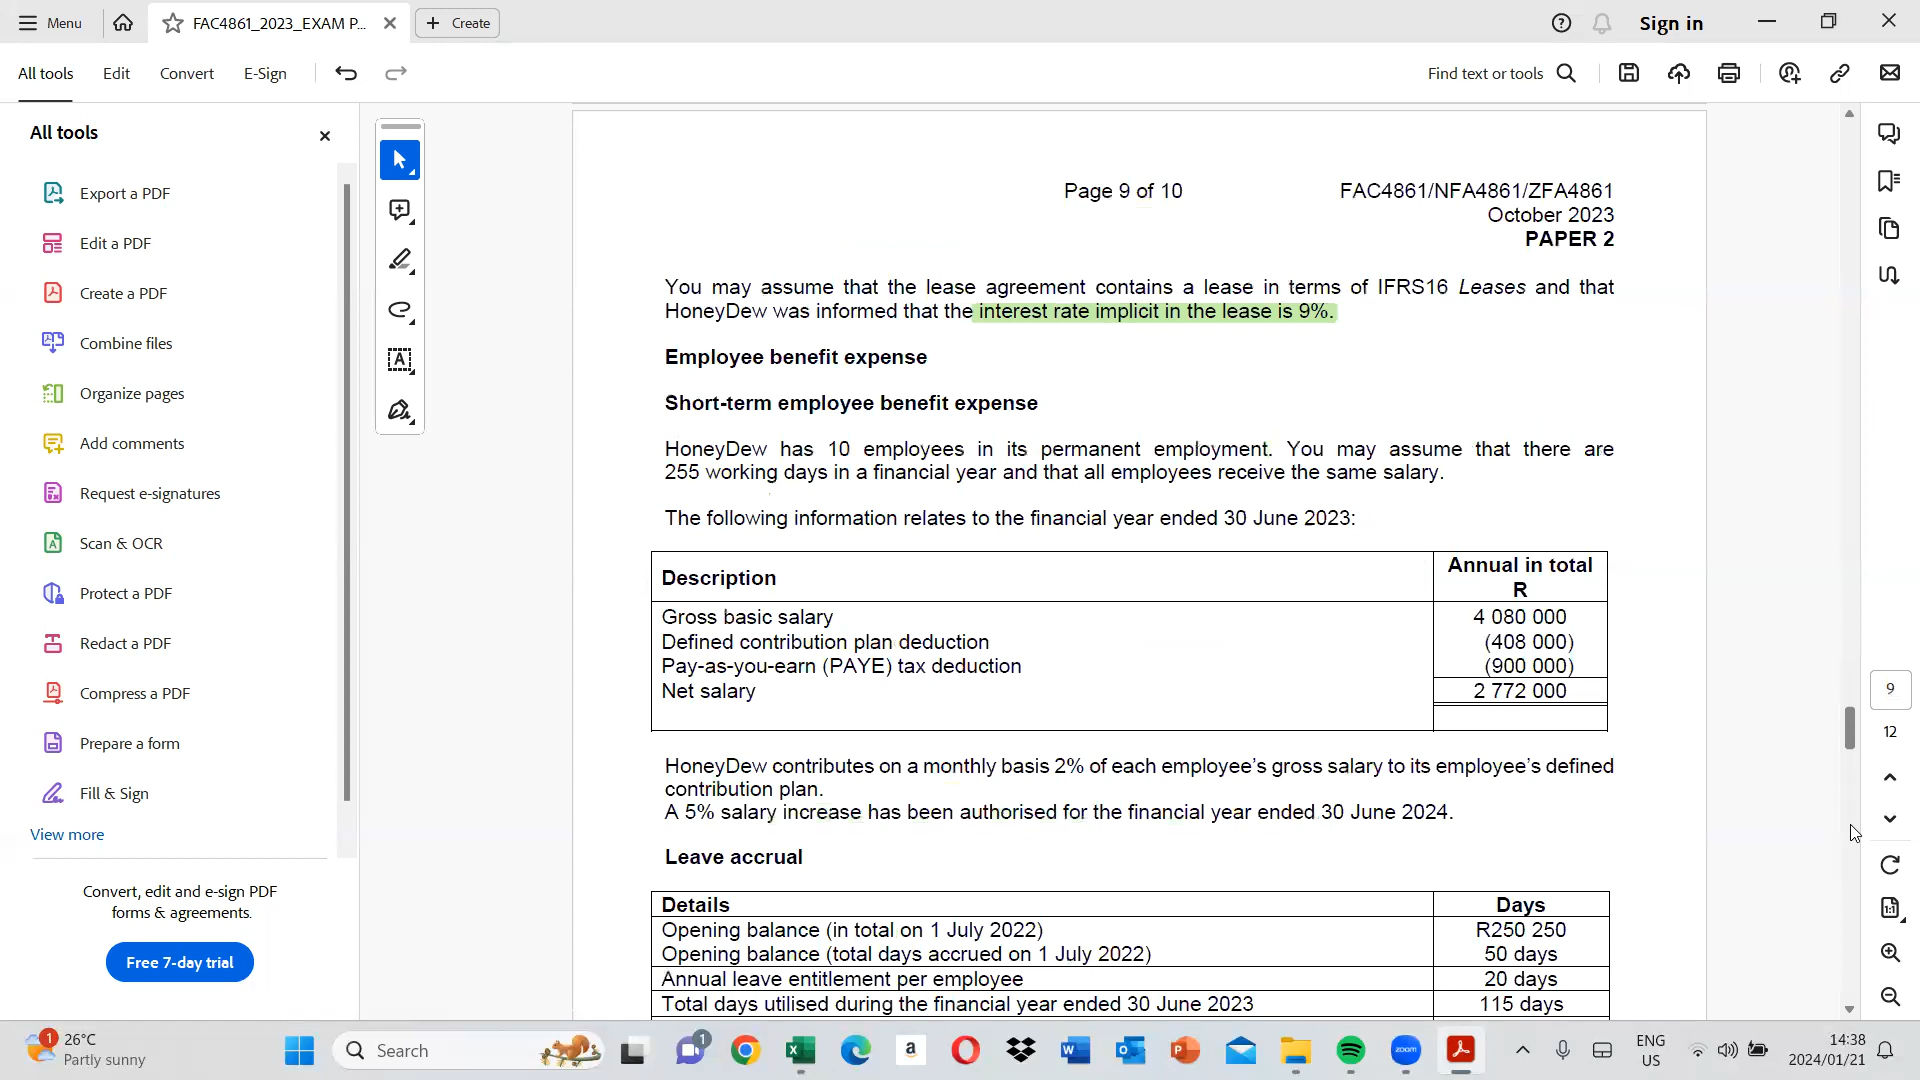 Menu
FAC4861_2023_EXAM P...
Create
Sign in
All tools
Edit
Convert
E-Sign
Find text or tools
All tools
Export a PDF
Edit a PDF
Create a PDF
Combine files
Organize pages
Add comments
Request e-signatures
Scan & OCR
Protect a PDF
Redact a PDF
Compress a PDF
Prepare a form
Fill & Sign
View more
Convert, edit and e-sign PDF
forms & agreements.
Free 7-day trial
Page 9 of 10
FAC4861/NFA4861/ZFA4861
October 2023
PAPER 2
You may assume that the lease agreement contains a lease in terms of IFRS16 Leases and that
HoneyDew was informed that the interest rate implicit in the lease is 9%.
Employee benefit expense
Short-term employee benefit expense
HoneyDew has 10 employees in its permanent employment. You may assume that there are
255 working days in a financial year and that all employees receive the same salary.
The following information relates to the financial year ended 30 June 2023:
Description Annual in total
R
Gross basic salary 4 080 000
Defined contribution plan deduction (408 000)
Pay-as-you-earn (PAYE) tax deduction (900 000)
Net salary 2 772 000
HoneyDew contributes on a monthly basis 2% of each employee's gross salary to its employee's defined
contribution plan.
A 5% salary increase has been authorised for the financial year ended 30 June 2024.
Leave accrual
Details Days
Opening balance (in total on 1 July 2022) R250 250
Opening balance (total days accrued on 1 July 2022) 50 days
Annual leave entitlement per employee 20 days
Total days utilised during the financial year ended 30 June 2023 115 days
9
12
1
26°C
Partly sunny
Search
1
a
zoom
ENG
US
14:38
2024/01/21